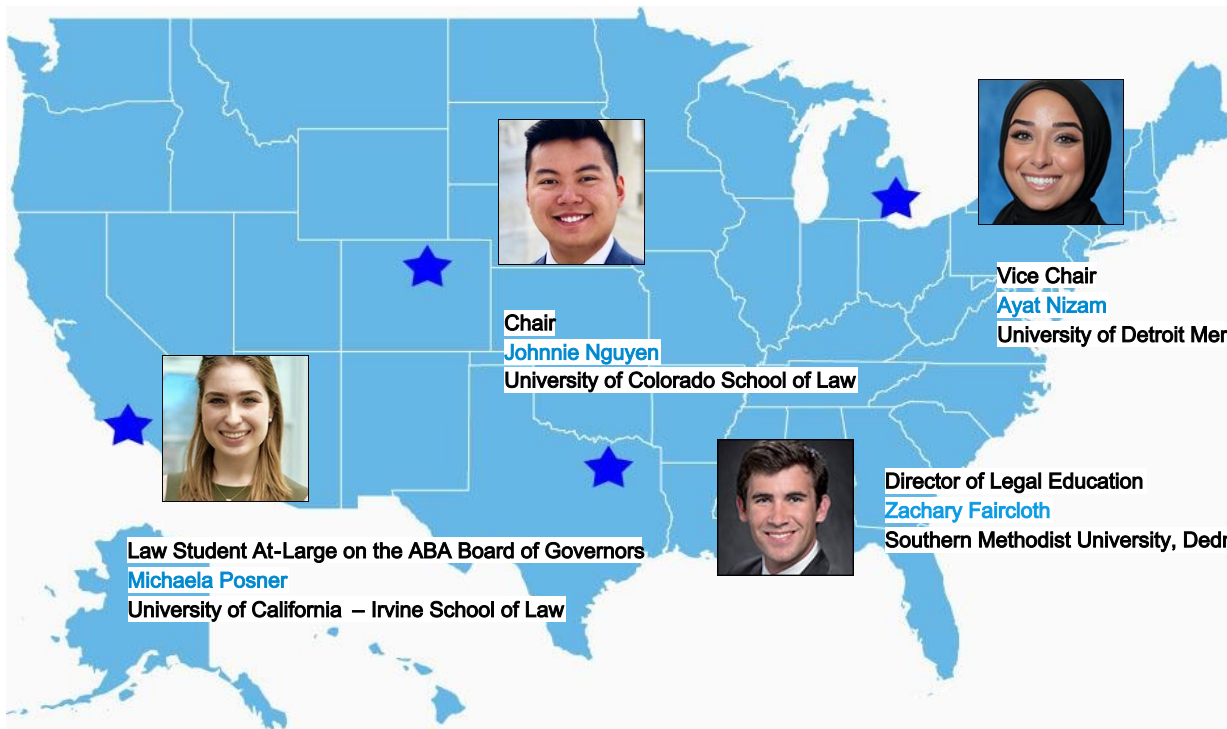 Vice Chair
Ayat Nizam
University of Detroit Mer
Chair
Johnnie Nguyen
University of Colorado School of Law
Director of Legal Education
Zachary Faircloth
Southern Methodist University, Dedr
Law Student At-Large on the ABA Board of Governors
Michaela Posner
University of California – Irvine School of Law